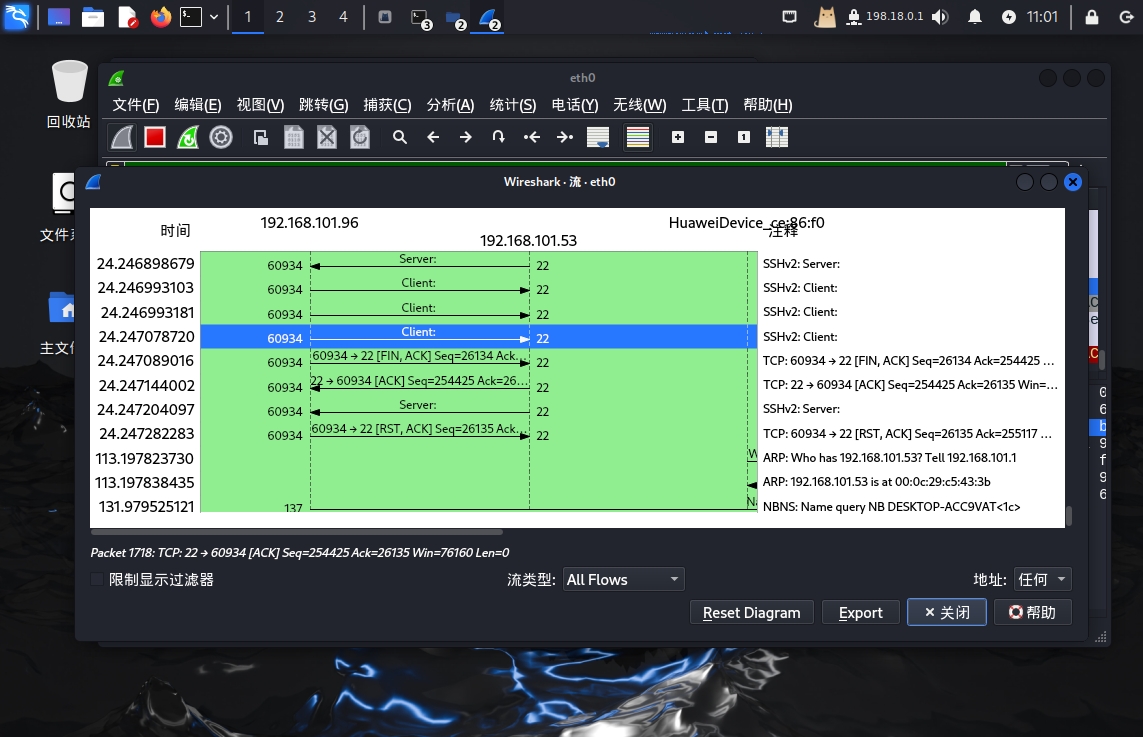 1 2 3 4 3 2 2 198.18.0.1 11:01
回收站
文件系
主文件
eth0
文件(F) 编辑(E) 视图(V) 跳转(G) 捕获(C) 分析(A) 统计(S) 电话(Y) 无线(W) 工具(T) 帮助(H)
Wireshark · 流 · eth0
时间 192.168.101.96 192.168.101.53 HuaweiDevice_ce:86:f0 注释
24.246898679 60934 Server: 22 SSHv2: Server:
24.246993103 60934 Client: 22 SSHv2: Client:
24.246993181 60934 Client: 22 SSHv2: Client:
24.247078720 60934 Client: 22 SSHv2: Client:
24.247089016 60934 60934 → 22 [FIN, ACK] Seq=26134 Ack… 22 TCP: 60934 → 22 [FIN, ACK] Seq=26134 Ack=254425 …
24.247144002 60934 22 → 60934 [ACK] Seq=254425 Ack=26… 22 TCP: 22 → 60934 [ACK] Seq=254425 Ack=26135 Win=…
24.247204097 60934 Server: 22 SSHv2: Server:
24.247282283 60934 60934 → 22 [RST, ACK] Seq=26135 Ack… 22 TCP: 60934 → 22 [RST, ACK] Seq=26135 Ack=255117 …
113.197823730 W ARP: Who has 192.168.101.53? Tell 192.168.101.1
113.197838435 ARP: 192.168.101.53 is at 00:0c:29:c5:43:3b
131.979525121 137 Na NBNS: Name query NB DESKTOP-ACC9VAT<1c>
Packet 1718: TCP: 22 → 60934 [ACK] Seq=254425 Ack=26135 Win=76160 Len=0
限制显示过滤器 流类型: All Flows 地址: 任何
Reset Diagram Export 关闭 帮助